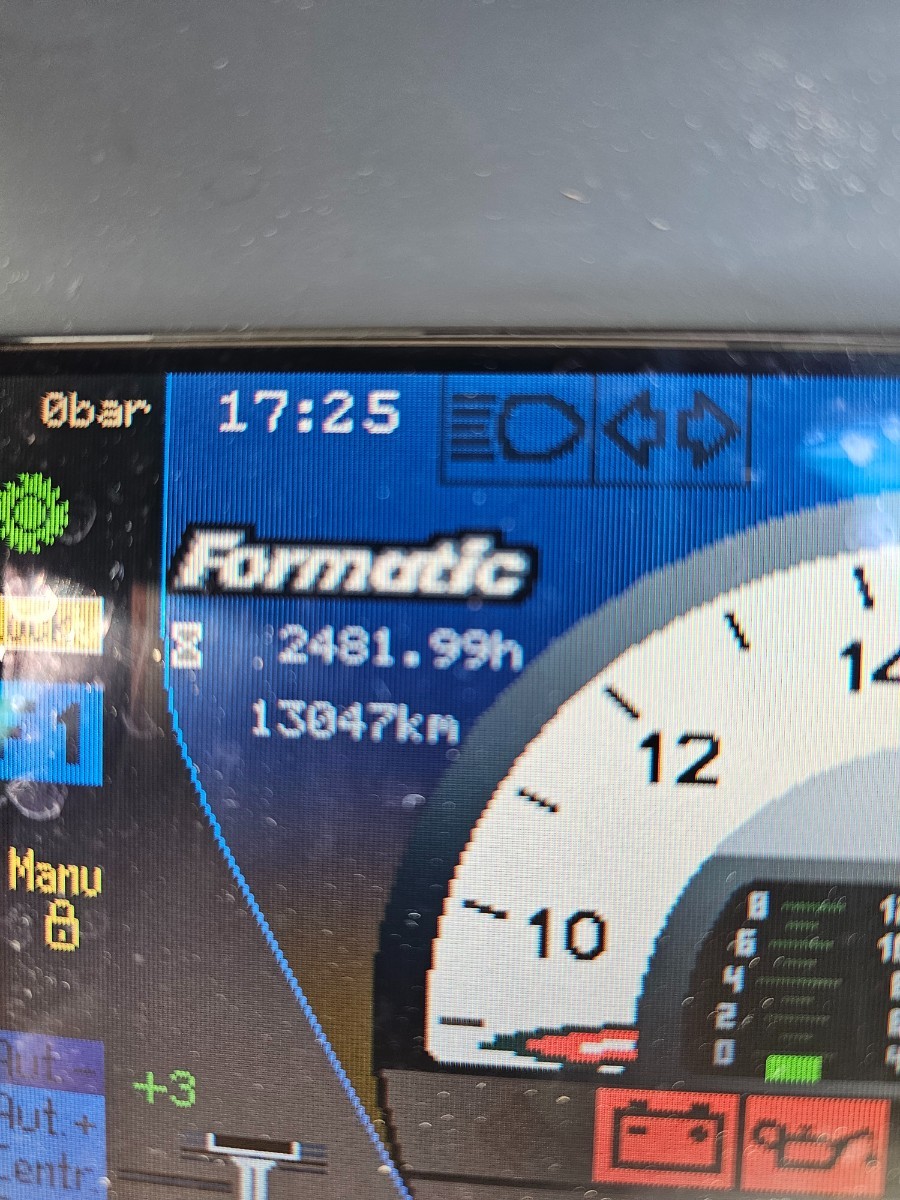 0bar
17:25
Formatic
2481.99h
13047km
1
Manu
14
12
10
8
6
4
2
0
Aut.-
Aut.+
Centr.
+3